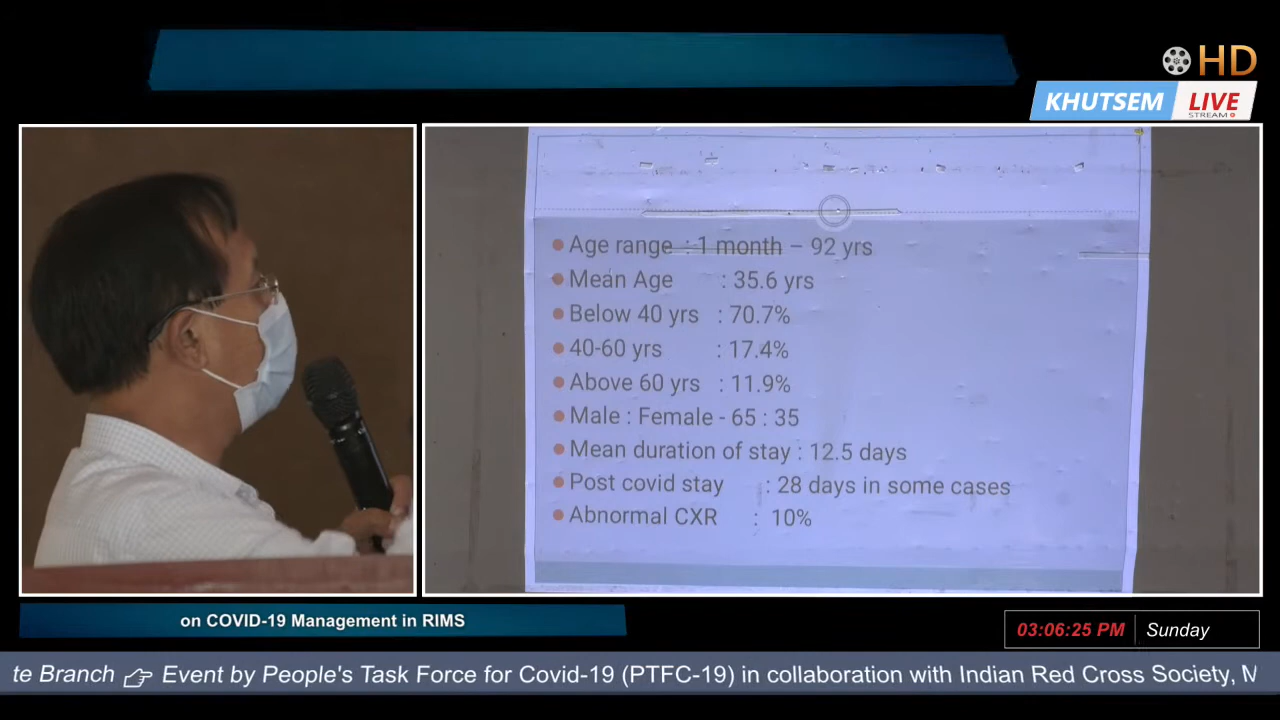 HD
KHUTSEM LIVE
STREAM
Age range : 1 month – 92 yrs
Mean Age : 35.6 yrs
Below 40 yrs : 70.7%
40-60 yrs : 17.4%
Above 60 yrs : 11.9%
Male : Female - 65 : 35
Mean duration of stay : 12.5 days
Post covid stay : 28 days in some cases
Abnormal CXR : 10%
on COVID-19 Management in RIMS
03:06:25 PM Sunday
te Branch Event by People's Task Force for Covid-19 (PTFC-19) in collaboration with Indian Red Cross Society, M